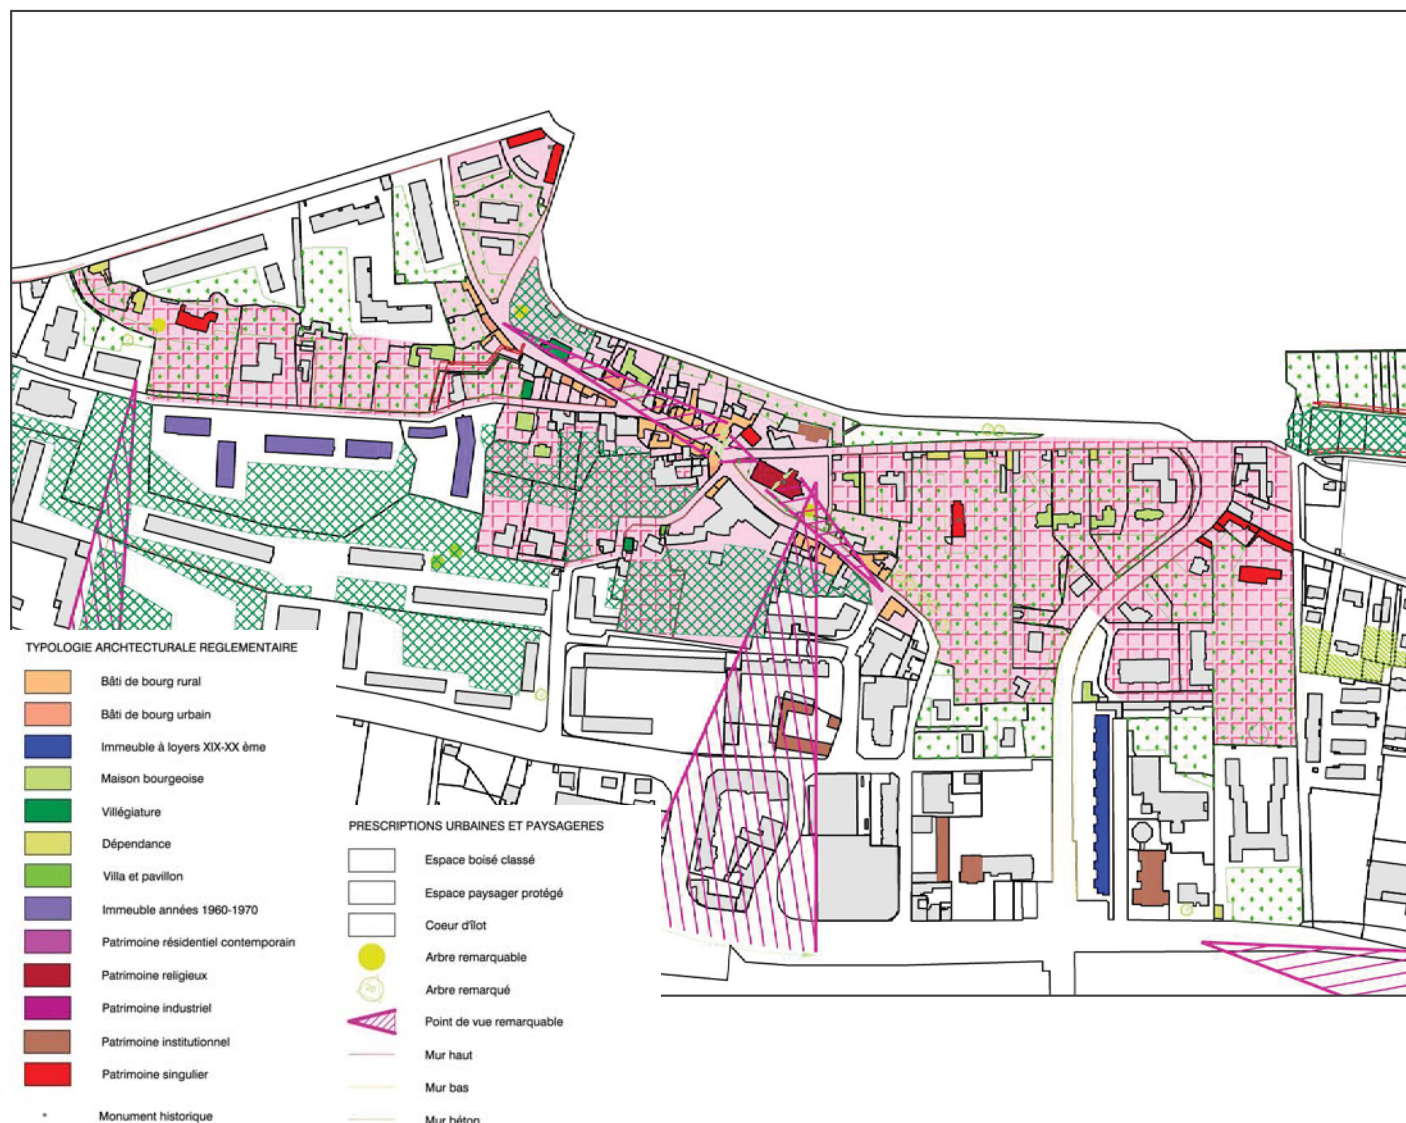 TYPOLOGIE ARCHTECTURALE REGLEMENTAIRE
Bâti de bourg rural
Bâti de bourg urbain
Immeuble à loyers XIX-XX ème
Maison bourgeoise
Villégiature
Dépendance
Villa et pavillon
Immeuble années 1960-1970
Patrimoine résidentiel contemporain
Patrimoine religieux
Patrimoine industriel
Patrimoine institutionnel
Patrimoine singulier
Monument historique
PRESCRIPTIONS URBAINES ET PAYSAGERES
Espace boisé classé
Espace paysager protégé
Coeur d'îlot
Arbre remarquable
Arbre remarqué
Point de vue remarquable
Mur haut
Mur bas
Mur béton